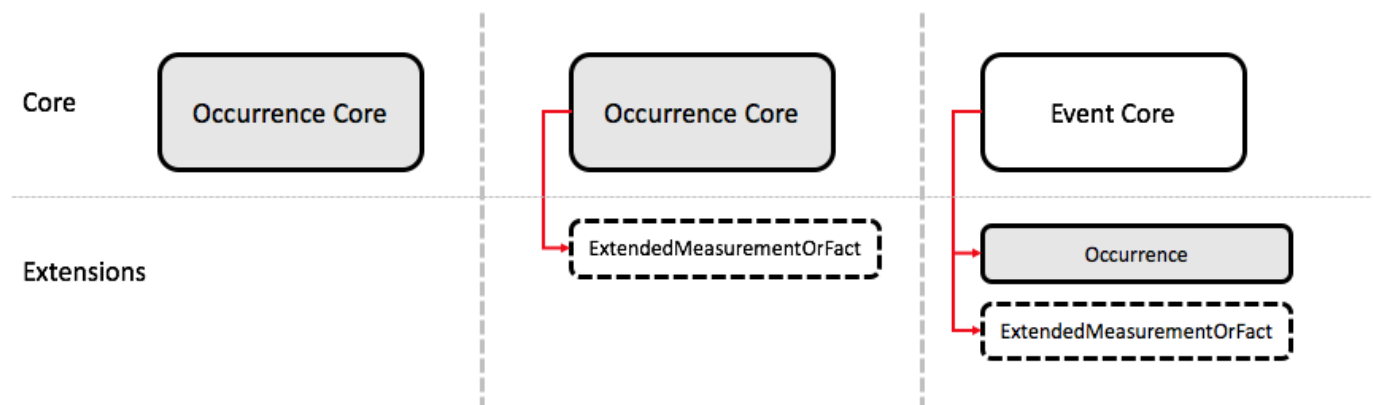 Core
Occurrence Core
Occurrence Core
Event Core
Extensions
ExtendedMeasurementOrFact
Occurrence
ExtendedMeasurementOrFact